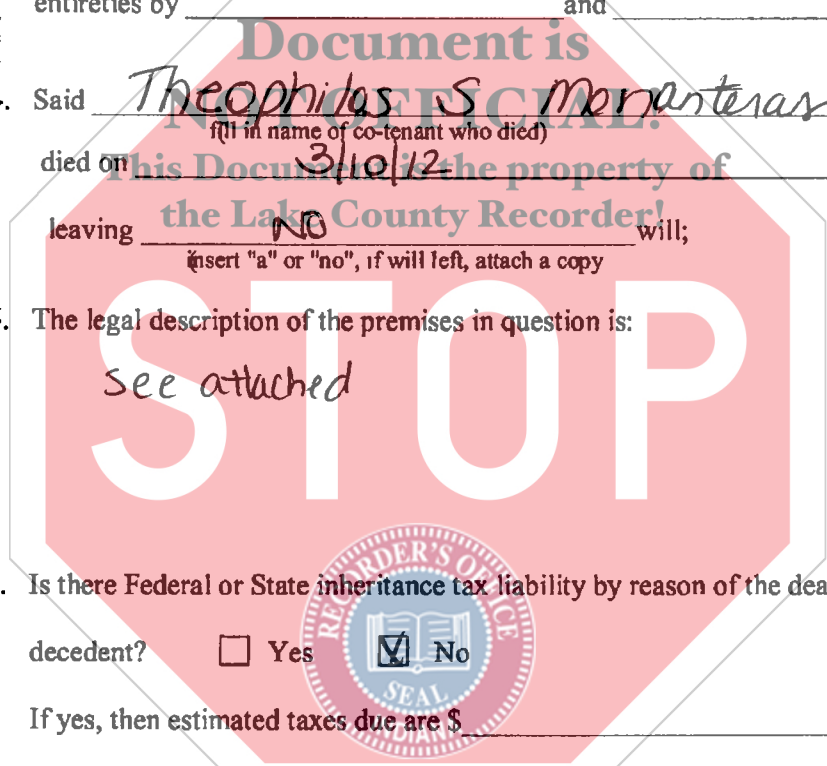 entireties by and
Document is
Said Theophilas S Monanteras
NOT OFFICIAL!
(fill in name of co-tenant who died)
died on 3/10/12
This Document is the property of
the Lake County Recorder!
leaving NO will;
insert "a" or "no", if will left, attach a copy
The legal description of the premises in question is:
STOP
See attached
RECORDER'S OFFICE
Is there Federal or State inheritance tax liability by reason of the dea
decedent? Yes No
SEAL
If yes, then estimated taxes due are $
INDIANA